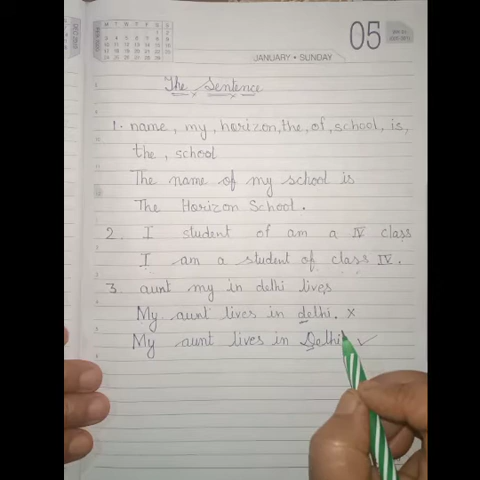 05
JANUARY • SUNDAY
The Sentence
1. name, my, horizon, the, of, school, is,
the, school
The name of my school is
The Horizon School.
2. I student of am a IV class
I am a student of class IV.
3. aunt my in delhi lives
My aunt lives in delhi. x
My aunt lives in Delhi ✓